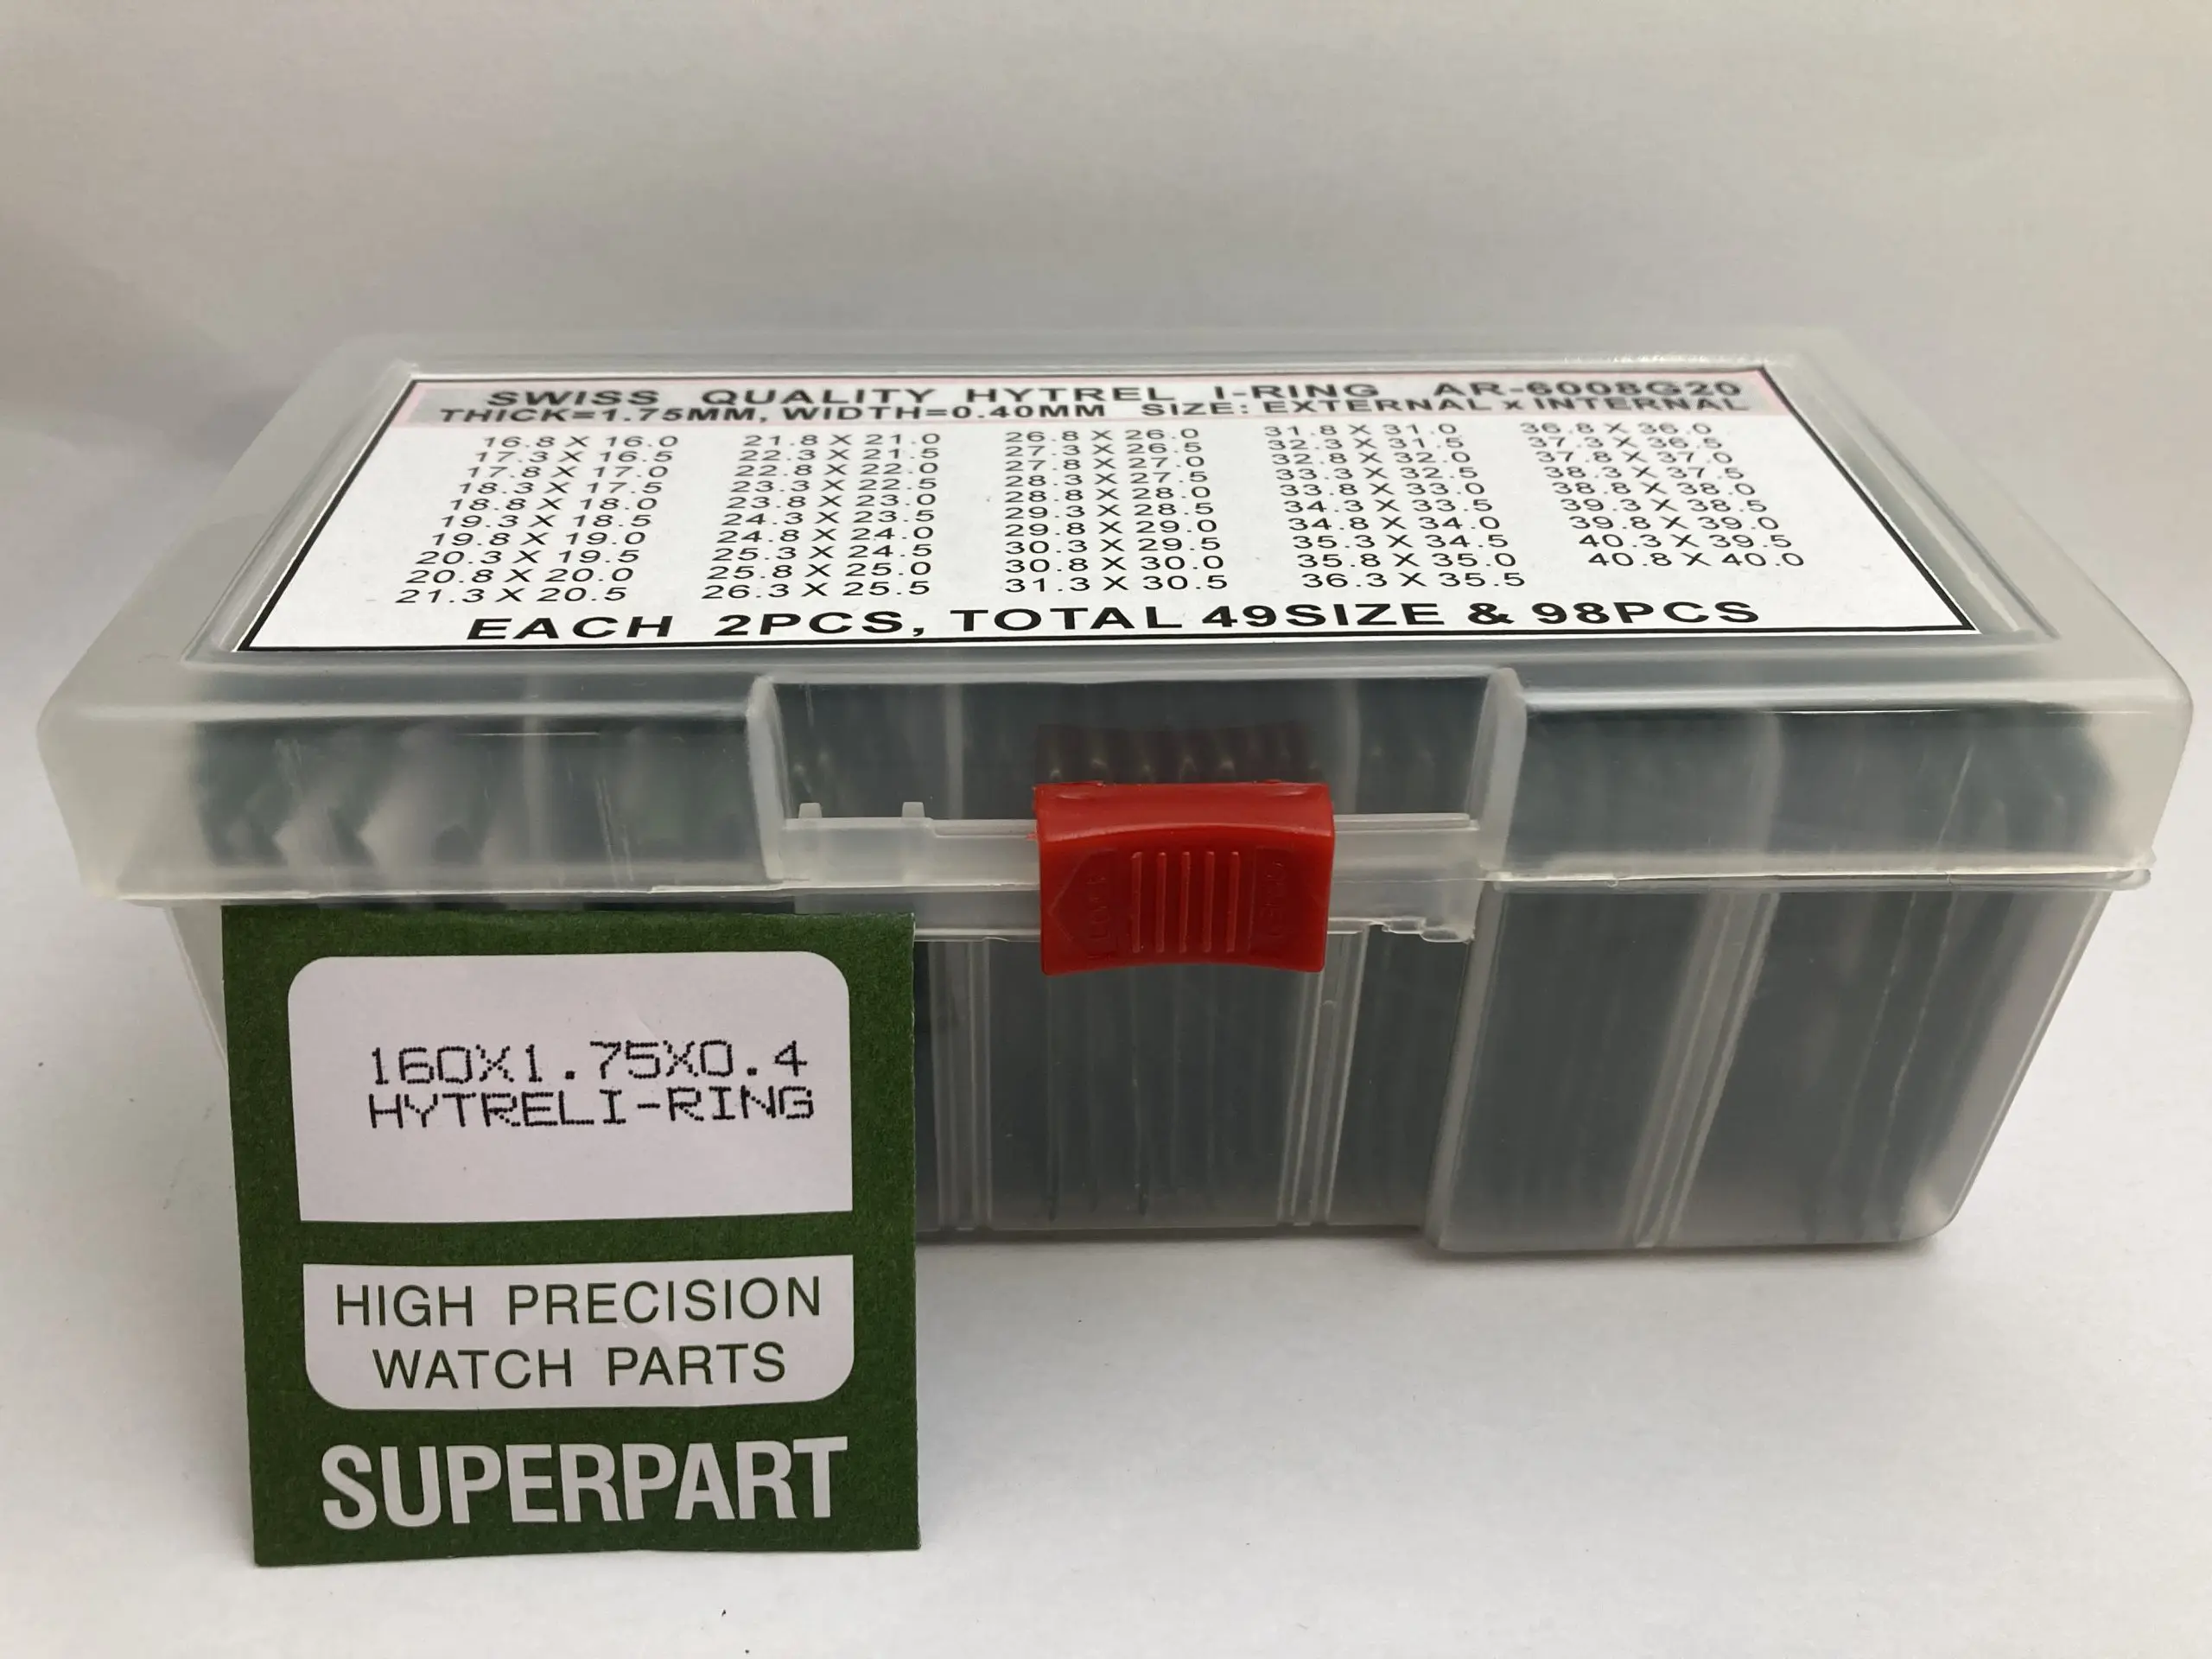 SWISS QUALITY HYTREL I-RING AR-6008G20
THICK=1.75MM, WIDTH=0.40MM SIZE: EXTERNAL x INTERNAL
16.8 X 16.0
17.3 X 16.5
17.8 X 17.0
18.3 X 17.5
18.8 X 18.0
19.3 X 18.5
19.8 X 19.0
20.3 X 19.5
20.8 X 20.0
21.3 X 20.5
21.8 X 21.0
22.3 X 21.5
22.8 X 22.0
23.3 X 22.5
23.8 X 23.0
24.3 X 23.5
24.8 X 24.0
25.3 X 24.5
25.8 X 25.0
26.3 X 25.5
26.8 X 26.0
27.3 X 26.5
27.8 X 27.0
28.3 X 27.5
28.8 X 28.0
29.3 X 28.5
29.8 X 29.0
30.3 X 29.5
30.8 X 30.0
31.3 X 30.5
31.8 X 31.0
32.3 X 31.5
32.8 X 32.0
33.3 X 32.5
33.8 X 33.0
34.3 X 33.5
34.8 X 34.0
35.3 X 34.5
35.8 X 35.0
36.3 X 35.5
36.8 X 36.0
37.3 X 36.5
37.8 X 37.0
38.3 X 37.5
38.8 X 38.0
39.3 X 38.5
39.8 X 39.0
40.3 X 39.5
40.8 X 40.0
EACH 2PCS, TOTAL 49SIZE & 98PCS
160X1.75X0.4
HYTRELI-RING
HIGH PRECISION
WATCH PARTS
SUPERPART